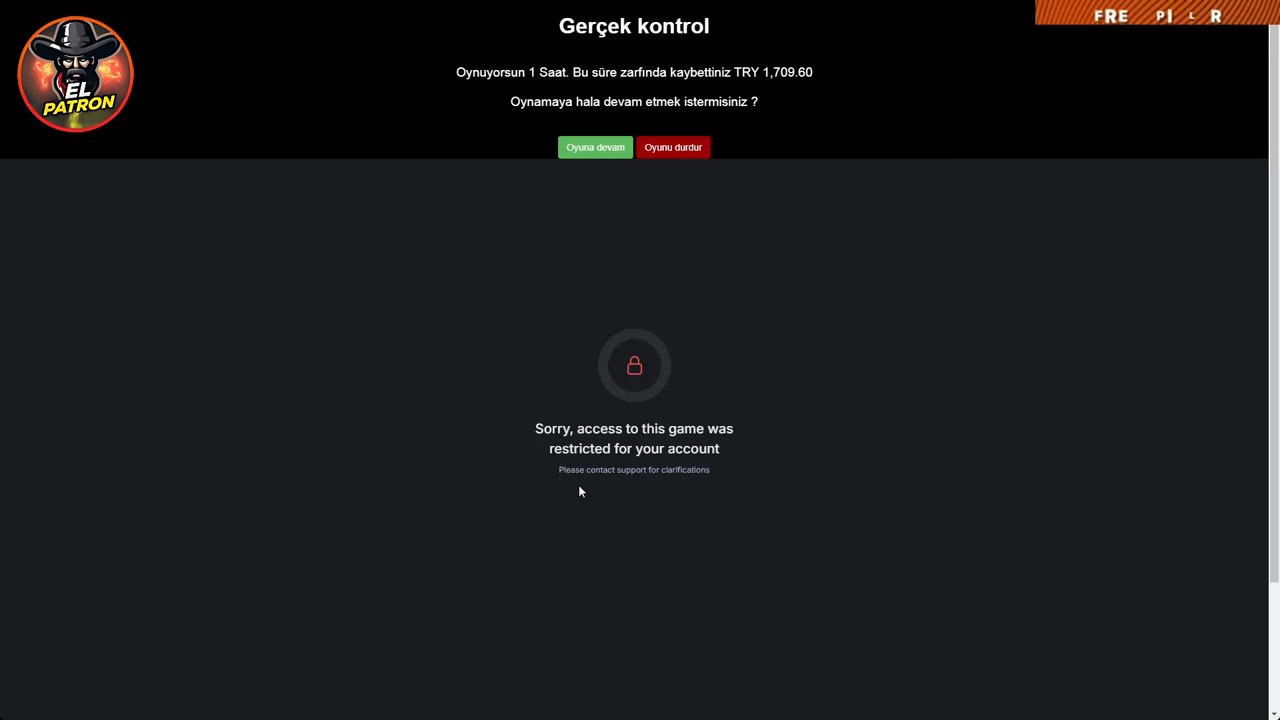 Gerçek kontrol
EL
PATRON
Oynuyorsun 1 Saat. Bu süre zarfında kaybettiniz TRY 1,709.60
Oynamaya hala devam etmek istermisiniz ?
Oyuna devam
Oyunu durdur
Sorry, access to this game was
restricted for your account
Please contact support for clarifications